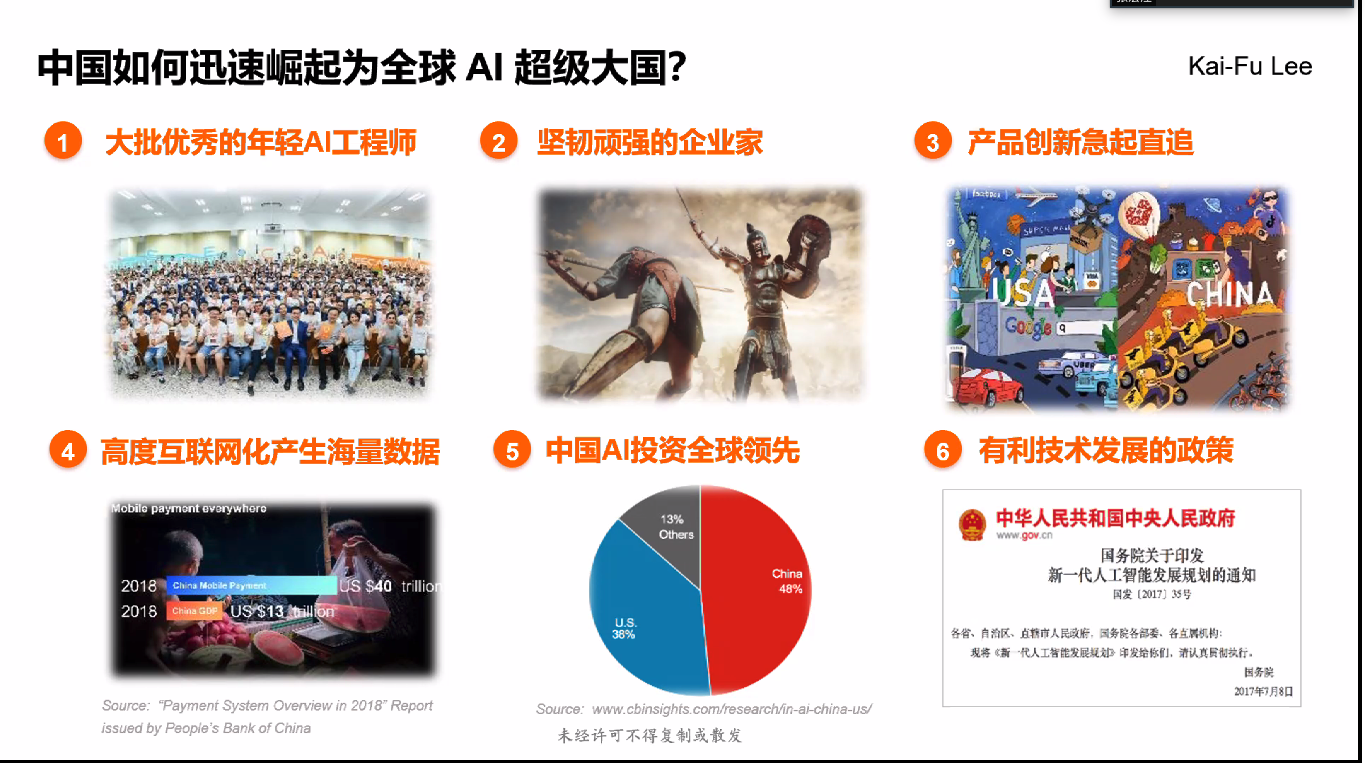 中国如何迅速崛起为全球 AI 超级大国?
Kai-Fu Lee
1 大批优秀的年轻AI工程师
2 坚韧顽强的企业家
3 产品创新急起直追
facebook
SUPER
USA
Google
CHINA
4 高度互联网化产生海量数据
Mobile payment everywhere
2018 China Mobile Payment US $40 trillion
2018 China GDP US $13 trillion
Source: “Payment System Overview in 2018” Report
issued by People’s Bank of China
5 中国AI投资全球领先
13%
Others
China
48%
U.S.
38%
Source: www.cbinsights.com/research/in-ai-china-us/
未经许可不得复制或散发
6 有利技术发展的政策
中华人民共和国中央人民政府
www.gov.cn
国务院关于印发
新一代人工智能发展规划的通知
国发〔2017〕35号
各省、自治区、直辖市人民政府，国务院各部委、各直属机构：
现将《新一代人工智能发展规划》印发给你们，请认真贯彻执行。
国务院
2017年7月8日